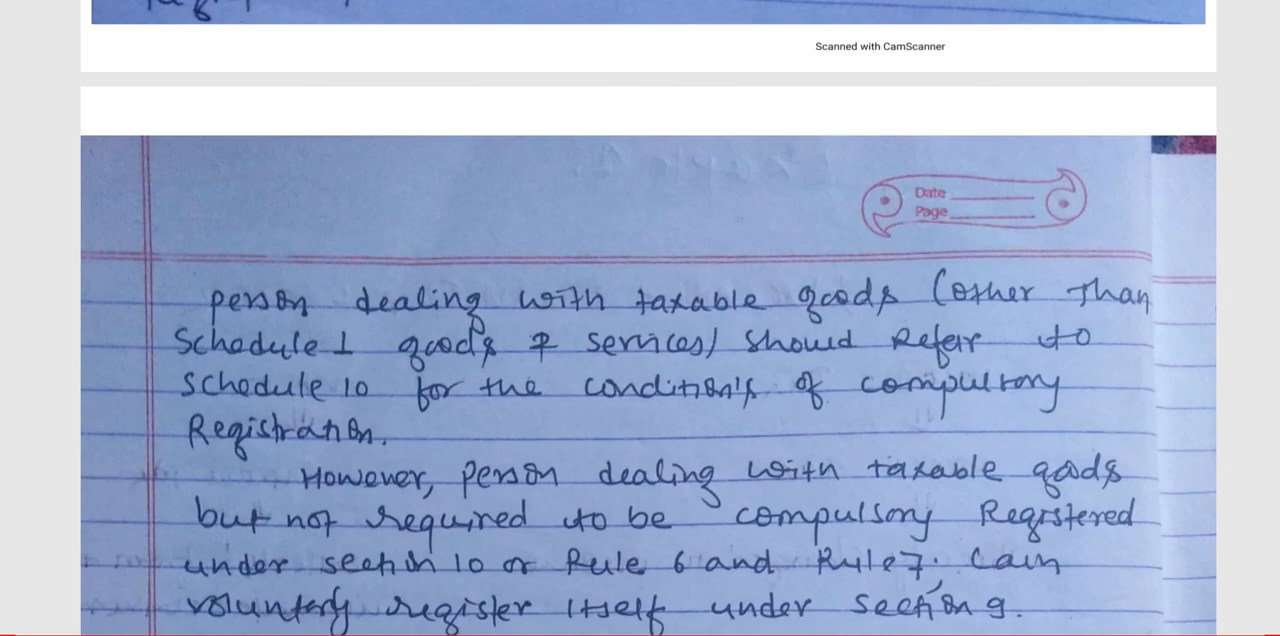 Scanned with CamScanner
Date
Page
person dealing with taxable goods (other Than
Schedule 1 goods & services) should Refer to
schedule 10 for the condition's of compulsory
Registration.
However, person dealing with taxable goods
but not required to be compulsory Registered
under section 10 or Rule 6 and Rule 7, can
voluntary register itself under section 9.